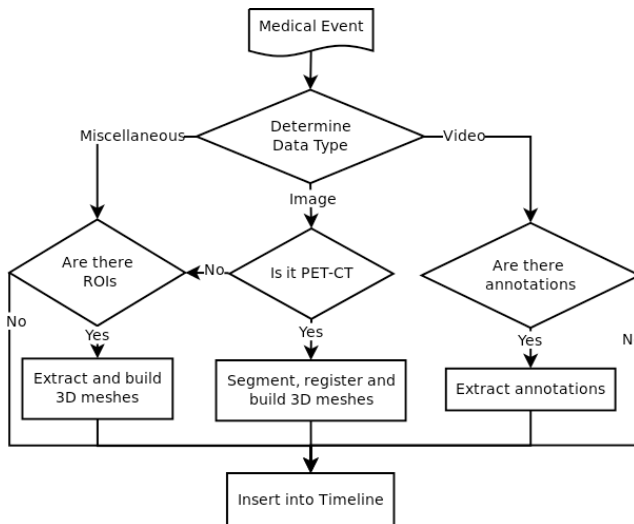 Medical Event
Determine
Data Type
Miscellaneous
Video
Image
Are there
ROIs
No
Is it PET-CT
Are there
annotations
No
Yes
Yes
Yes
N
Extract and build
3D meshes
Segment, register and
build 3D meshes
Extract annotations
Insert into Timeline